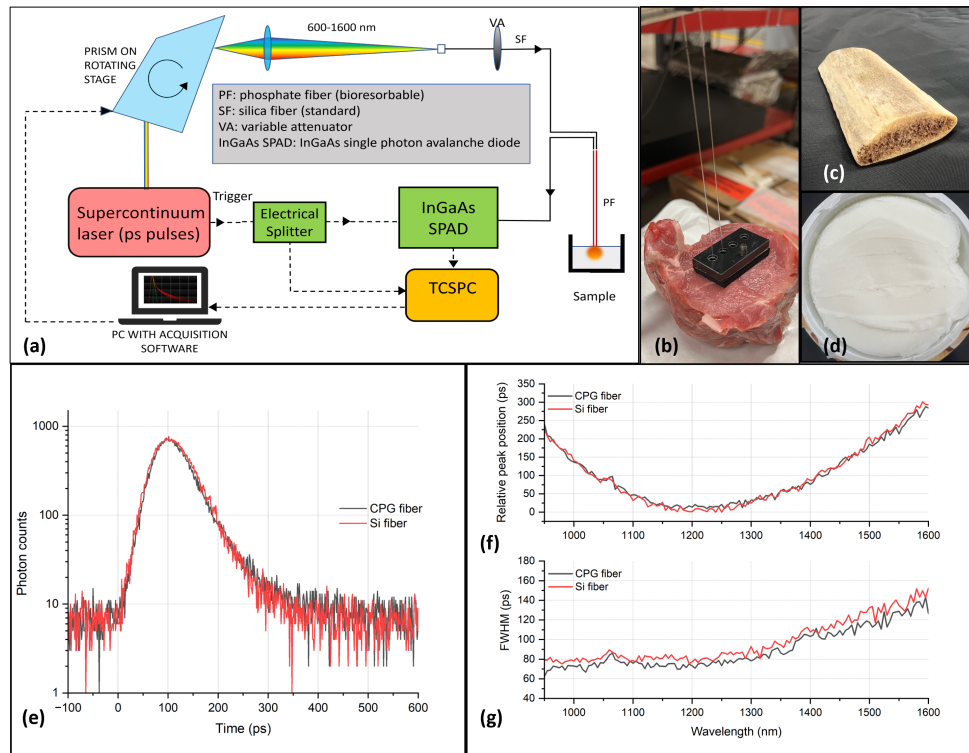 PRISM ON
ROTATING
STAGE
600-1600 nm
VA
SF
PF: phosphate fiber (bioresorbable)
SF: silica fiber (standard)
VA: variable attenuator
InGaAs SPAD: InGaAs single photon avalanche diode
Trigger
Supercontinuum
laser (ps pulses)
Electrical
Splitter
InGaAs
SPAD
PF
TCSPC
Sample
PC WITH ACQUISITION
SOFTWARE
(a)
(b)
(c)
(d)
1000
100
10
1
Photon counts
CPG fiber
Si fiber
−100 0 100 200 300 400 500 600
Time (ps)
(e)
350
300
250
200
150
100
50
0
Relative peak position (ps)
CPG fiber
Si fiber
1000 1100 1200 1300 1400 1500 1600
(f)
180
160
140
120
100
80
60
40
FWHM (ps)
CPG fiber
Si fiber
1000 1100 1200 1300 1400 1500 1600
Wavelength (nm)
(g)